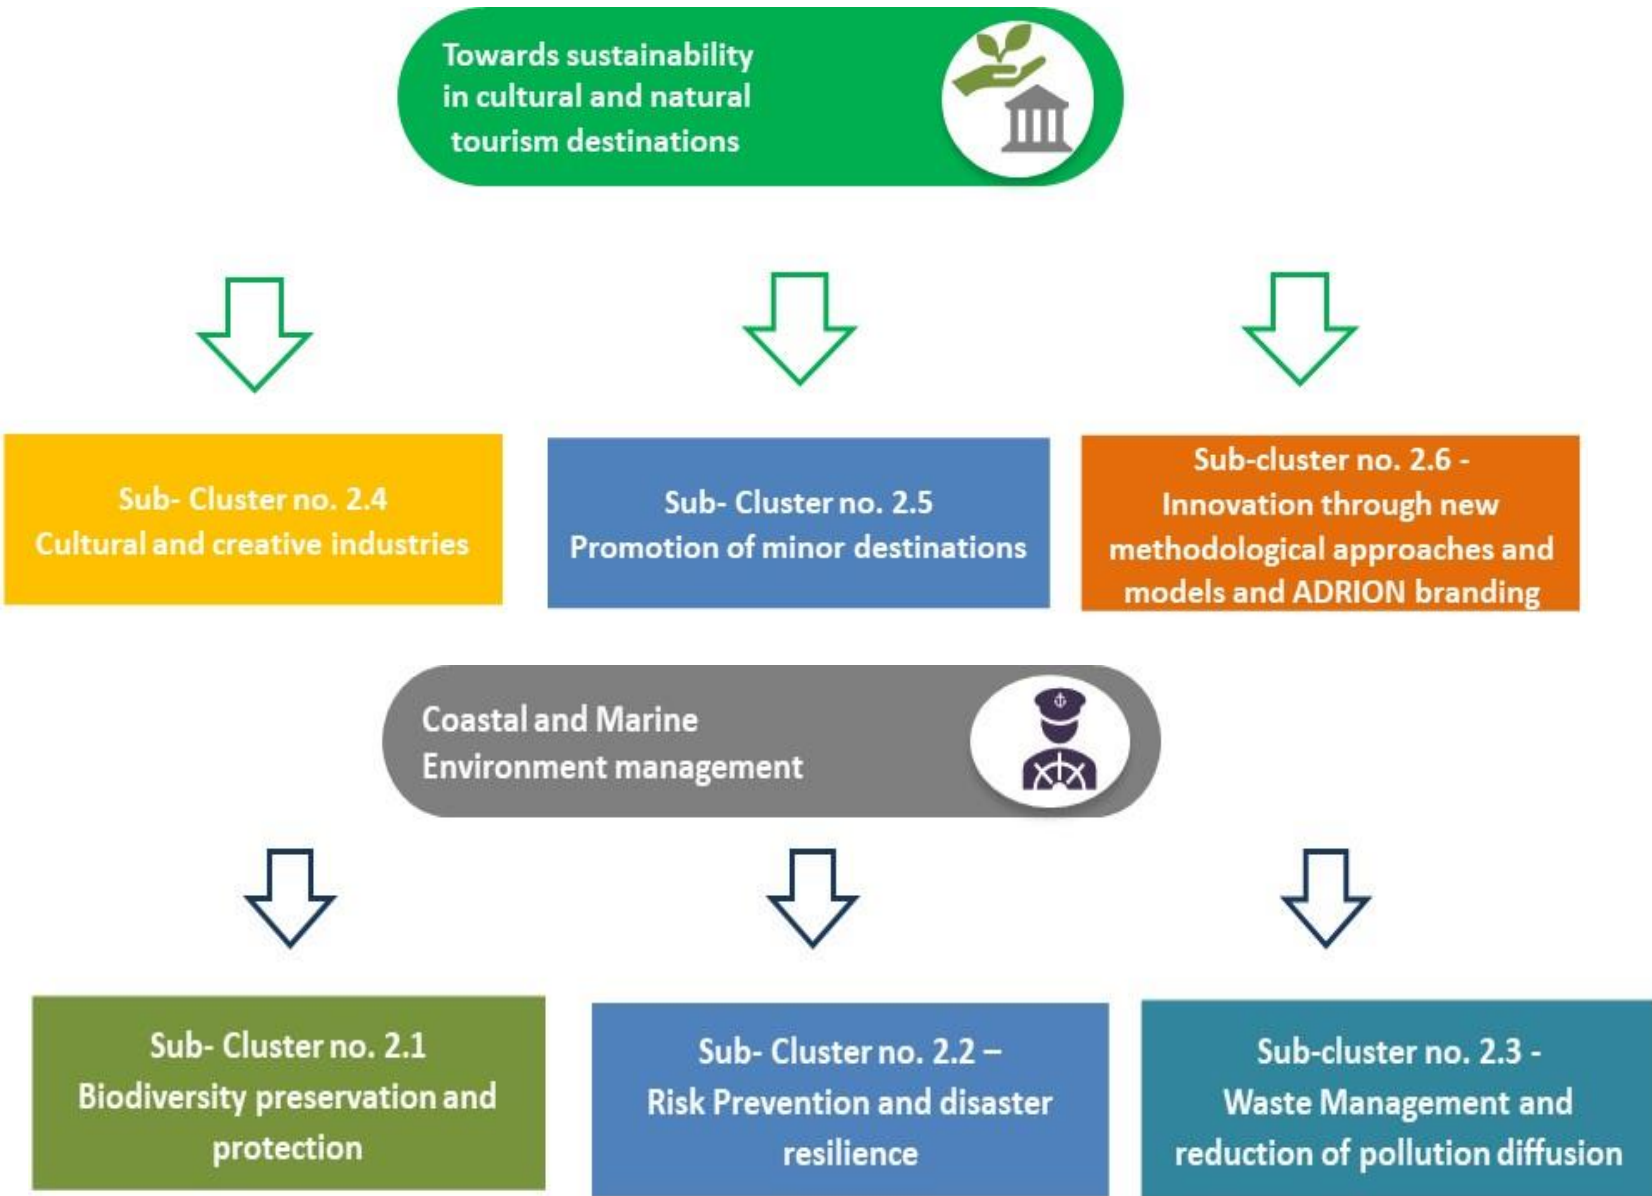 Towards sustainability
in cultural and natural
tourism destinations
Sub- Cluster no. 2.4
Cultural and creative industries
Sub- Cluster no. 2.5
Promotion of minor destinations
Sub-cluster no. 2.6 -
Innovation through new
methodological approaches and
models and ADRION branding
Coastal and Marine
Environment management
Sub- Cluster no. 2.1
Biodiversity preservation and
protection
Sub- Cluster no. 2.2 –
Risk Prevention and disaster
resilience
Sub-cluster no. 2.3 -
Waste Management and
reduction of pollution diffusion